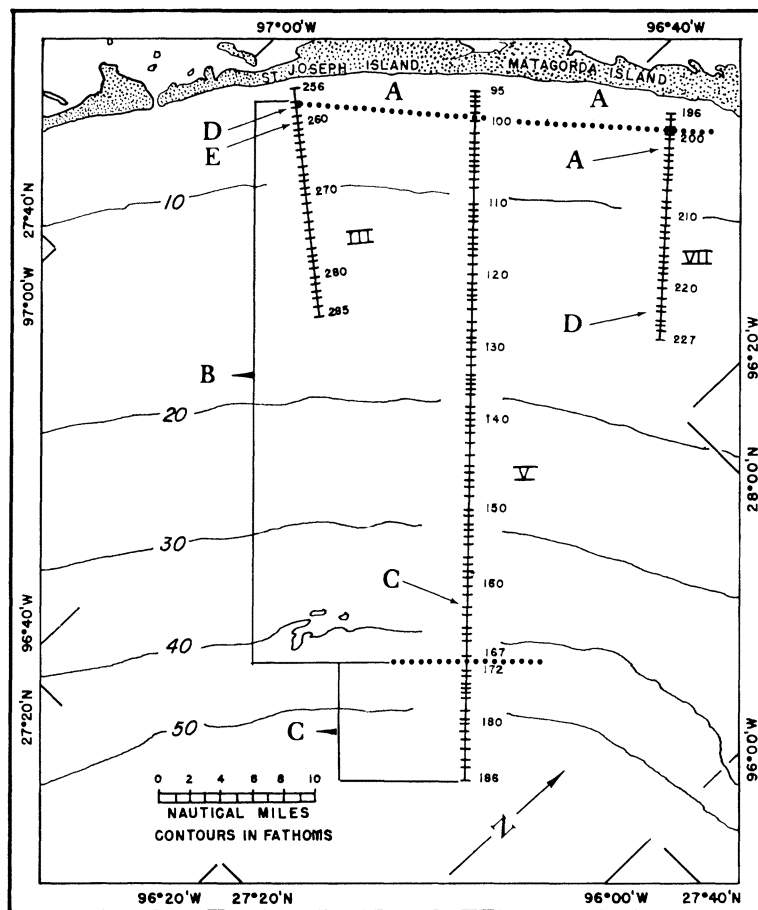 97°00'W 96°40'W
ST. JOSEPH ISLAND
MATAGORDA ISLAND
A A
256 95 196
D 260 100 200
E A
10 270 110 210
27°40'N
97°00'W
III VII
280 120 220
285 D 227
130
B 96°20'W
20 140
V 28°00'N
150
30
160
C
96°40'W
40 167
172
27°20'N
50 C 180
96°00'W
186
0 2 4 6 8 10
NAUTICAL MILES
CONTOURS IN FATHOMS
N
96°20'W 27°20'N 96°00'W 27°40'N